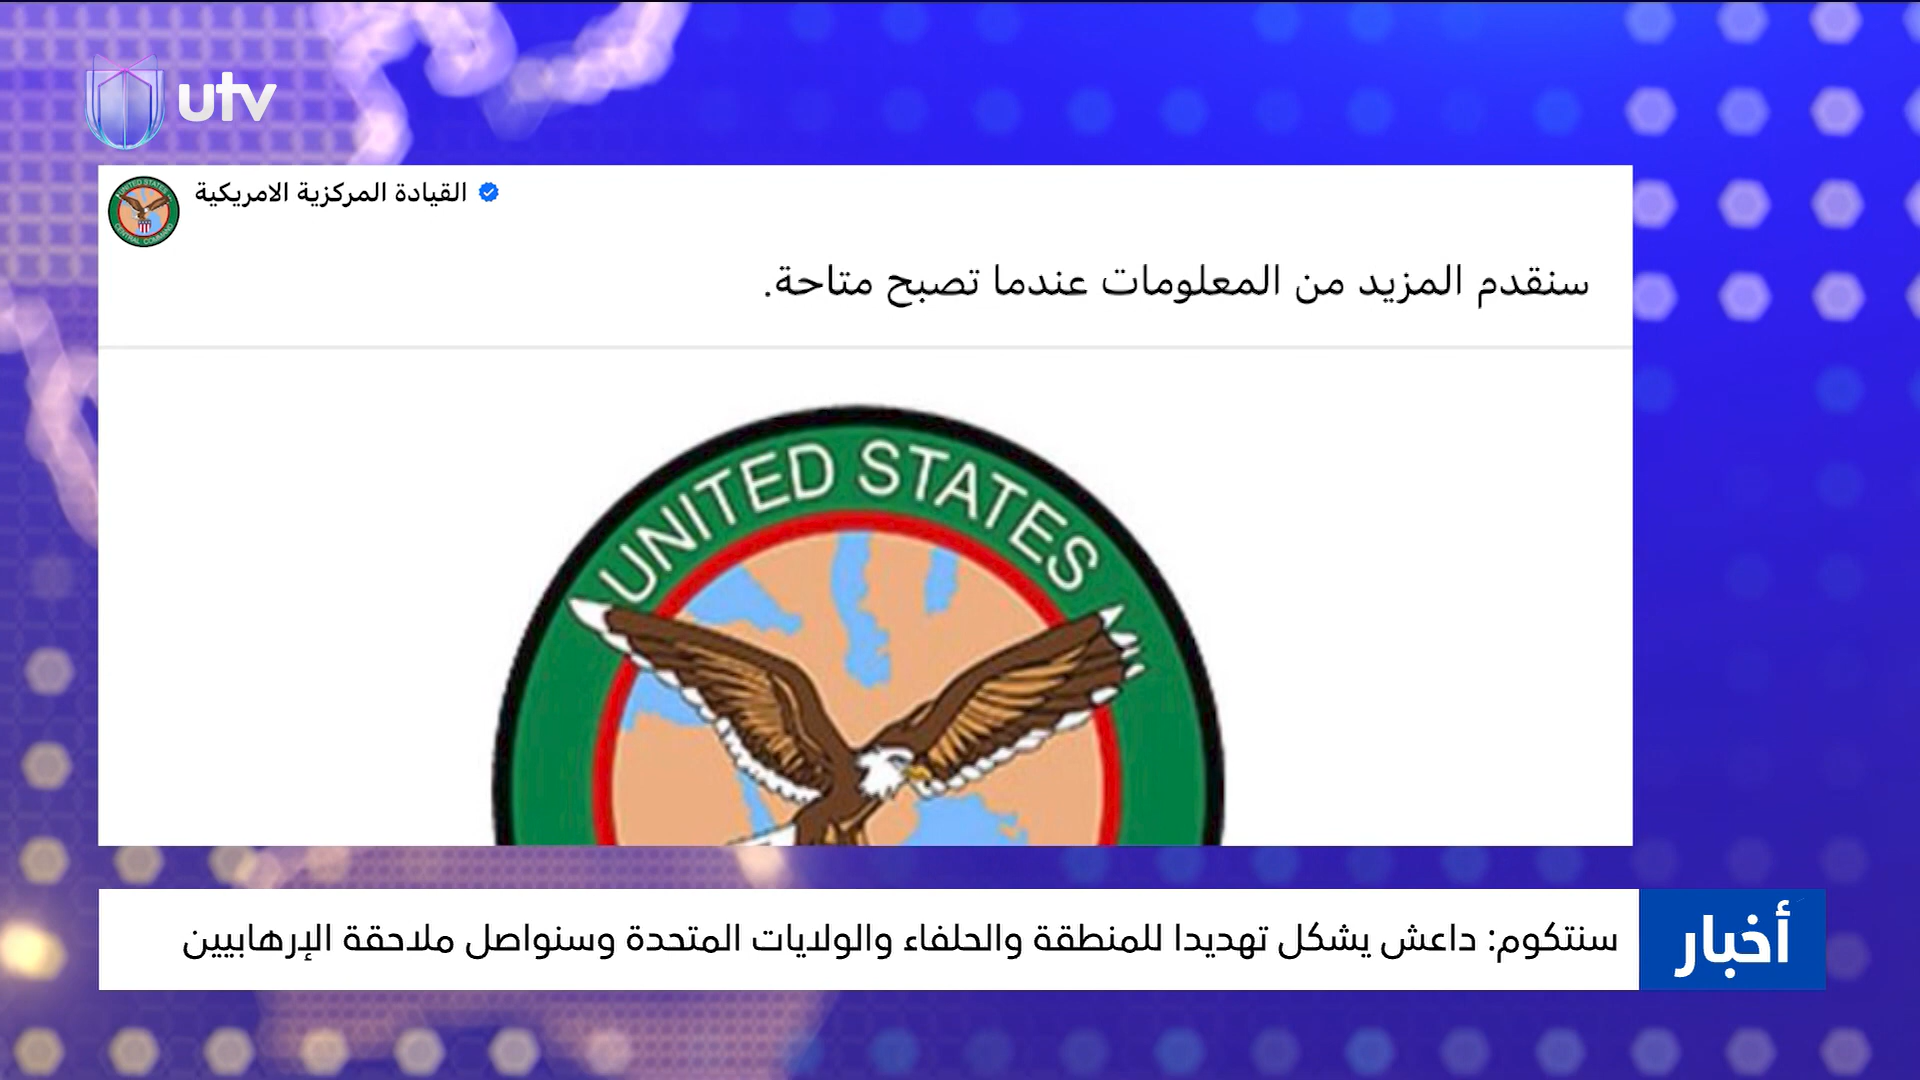 utv
القيادة المركزية الامريكية
سنقدم المزيد من المعلومات عندما تصبح متاحة.
UNITED STATES
أخبار
سنتكوم: داعش يشكل تهديدا للمنطقة والحلفاء والولايات المتحدة وسنواصل ملاحقة الإرهابيين